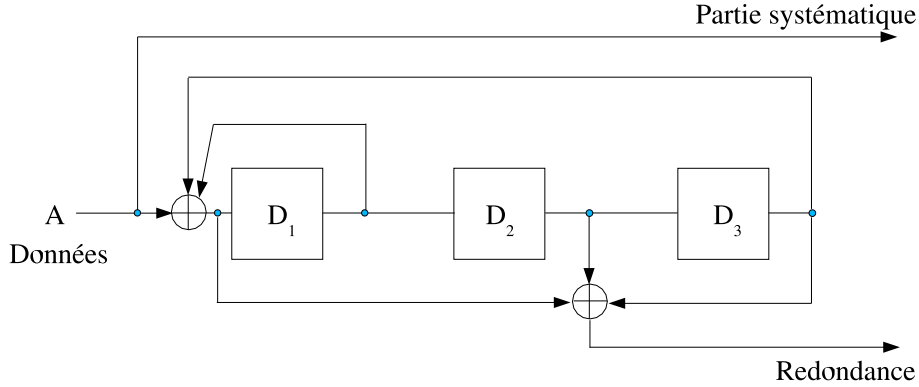 Partie systématique
A
Données
D1
D2
D3
Redondance